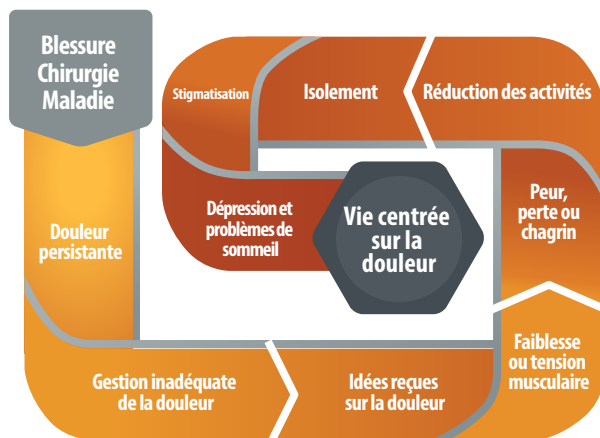 Blessure
Chirurgie
Maladie
Douleur
persistante
Gestion inadéquate
de la douleur
Idées reçues
sur la douleur
Faiblesse
ou tension
musculaire
Peur,
perte ou
chagrin
Réduction des activités
Isolement
Stigmatisation
Dépression et
problèmes de
sommeil
Vie centrée
sur la
douleur